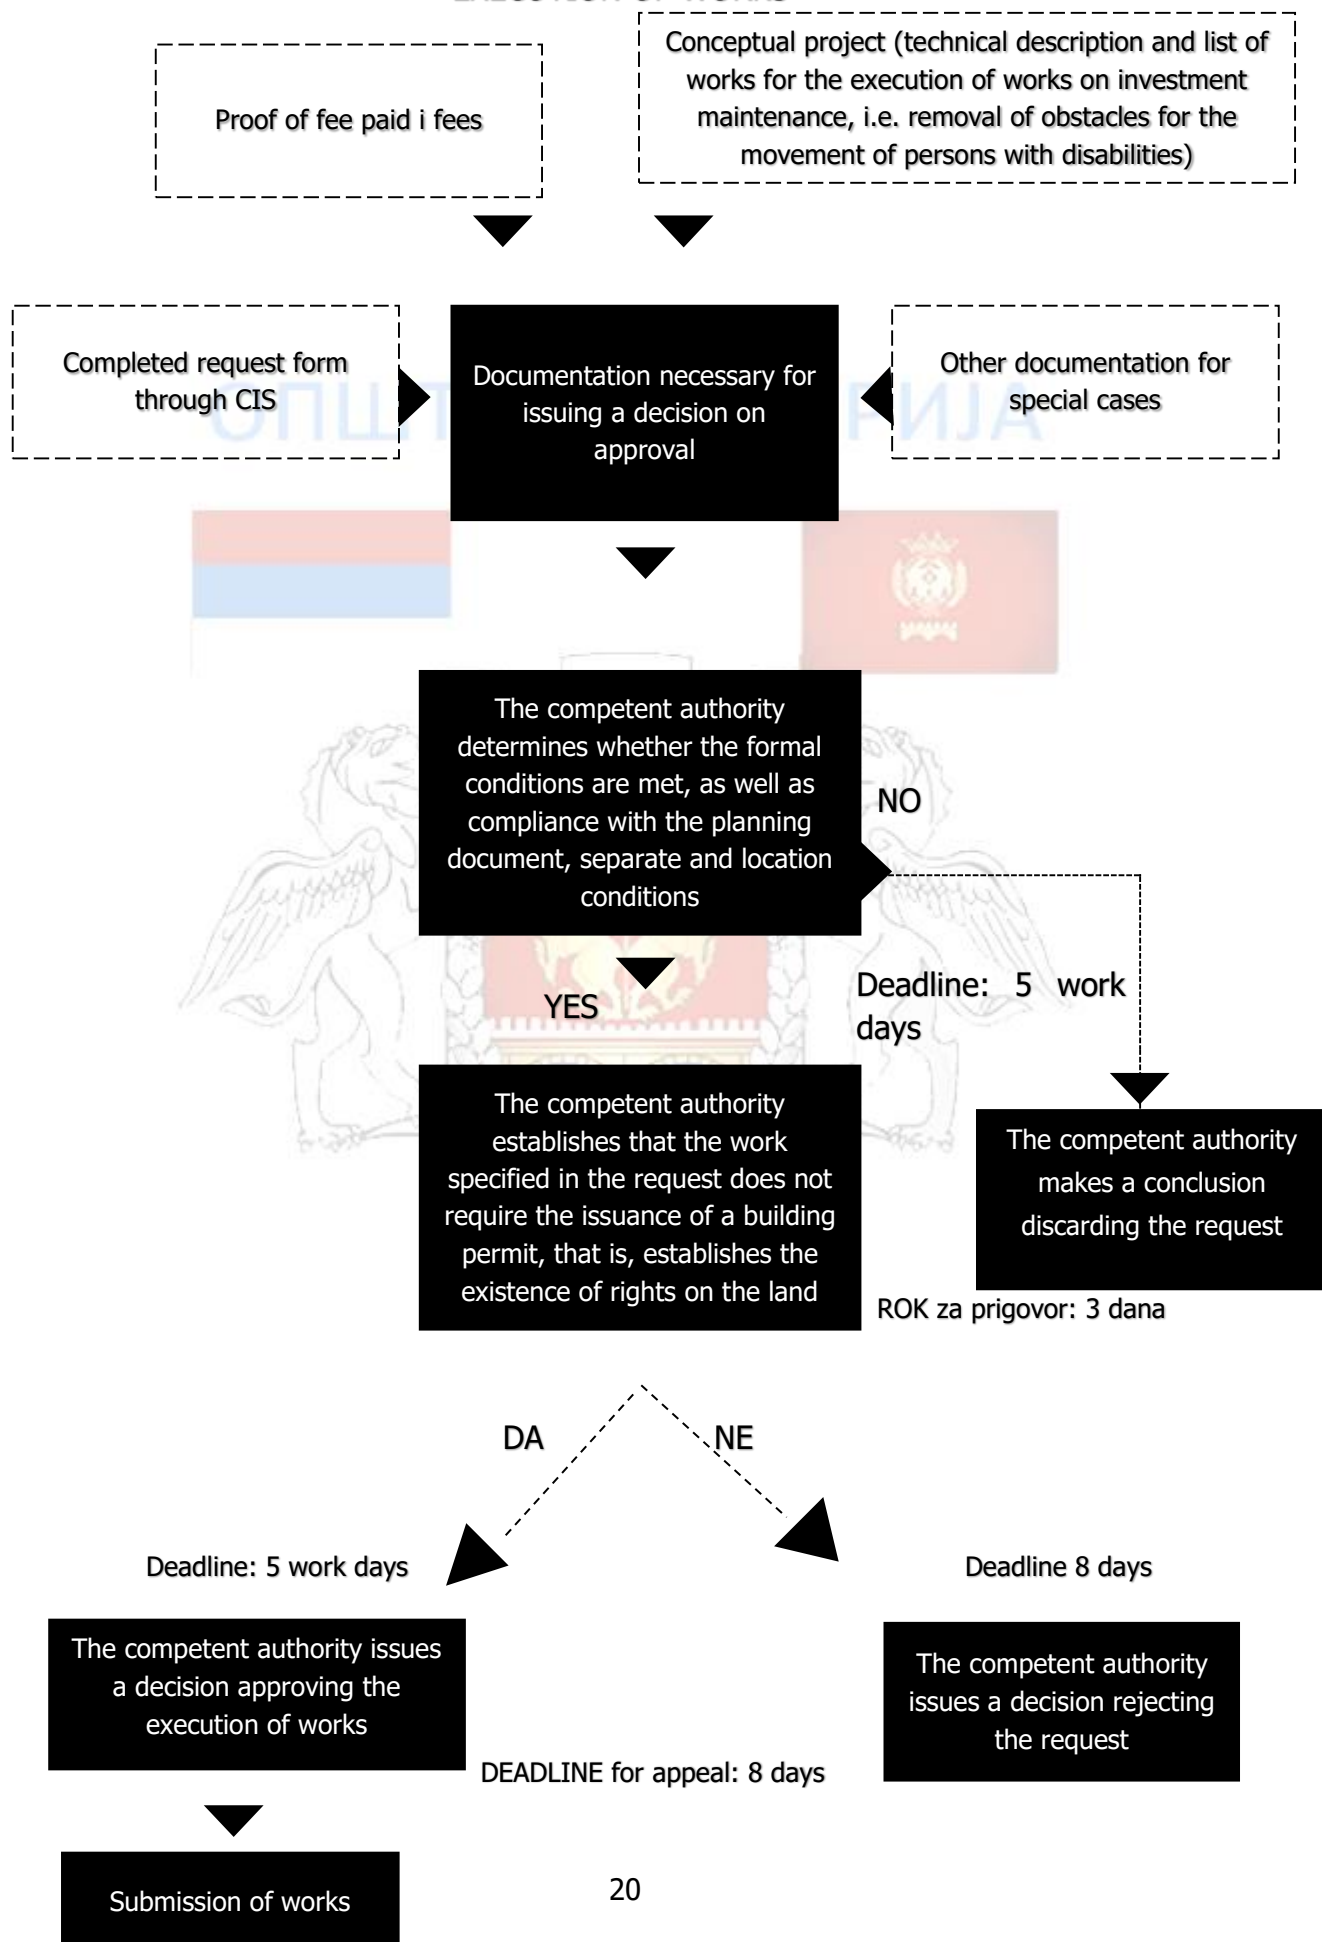 EXECUTION OF WORKS
Proof of fee paid i fees
Conceptual project (technical description and list of
works for the execution of works on investment
maintenance, i.e. removal of obstacles for the
movement of persons with disabilities)
Completed request form
through CIS
Documentation necessary for
issuing a decision on
approval
Other documentation for
special cases
ОПШТ
РИЈА
The competent authority
determines whether the formal
conditions are met, as well as
compliance with the planning
document, separate and location
conditions
NO
YES
Deadline: 5 work
days
The competent authority
establishes that the work
specified in the request does not
require the issuance of a building
permit, that is, establishes the
existence of rights on the land
The competent authority
makes a conclusion
discarding the request
ROK za prigovor: 3 dana
DA
NE
Deadline: 5 work days
Deadline 8 days
The competent authority issues
a decision approving the
execution of works
The competent authority
issues a decision rejecting
the request
DEADLINE for appeal: 8 days
Submission of works
20